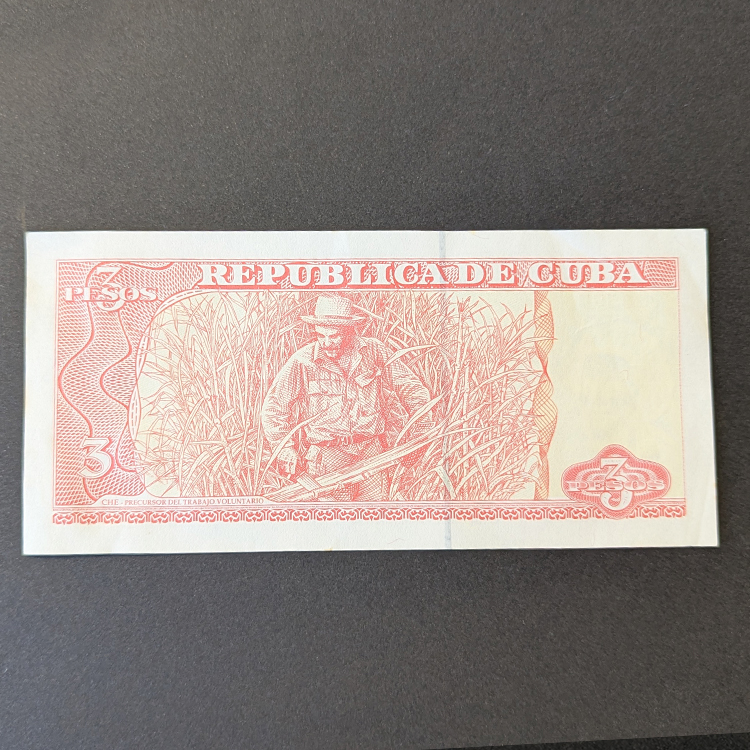 REPUBLICA DE CUBA
3
PESOS
3
CHE - PRECURSOR DEL TRABAJO VOLUNTARIO
3
PESOS